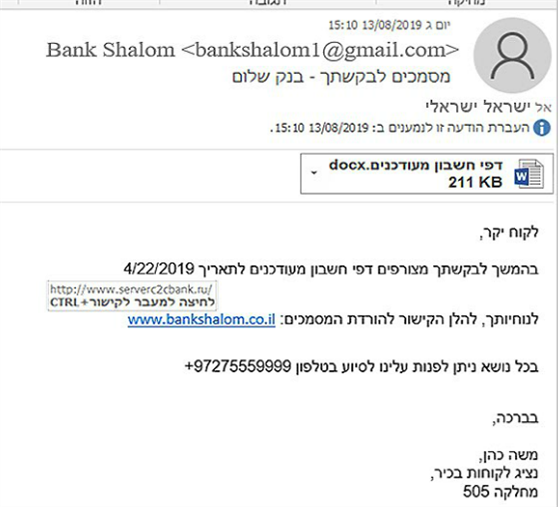 יום ג 13/08/2019 15:10
Bank Shalom <bankshalom1@gmail.com>
מסמכים לבקשתך - בנק שלום
אל ישראל ישראלי
העברת הודעה זו לנמענים ב: 13/08/2019 15:10.
דפי חשבון מעודכנים.docx
211 KB
לקוח יקר,
בהמשך לבקשתך מצורפים דפי חשבון מעודכנים לתאריך 4/22/2019
http://www.serverc2cbank.ru/
CTRL+לחיצה למעבר לקישור
לנוחיותך, להלן הקישור להורדת המסמכים: www.bankshalom.co.il
בכל נושא ניתן לפנות עלינו לסיוע בטלפון 97275559999+
בברכה,
משה כהן,
נציג לקוחות בכיר,
מחלקה 505